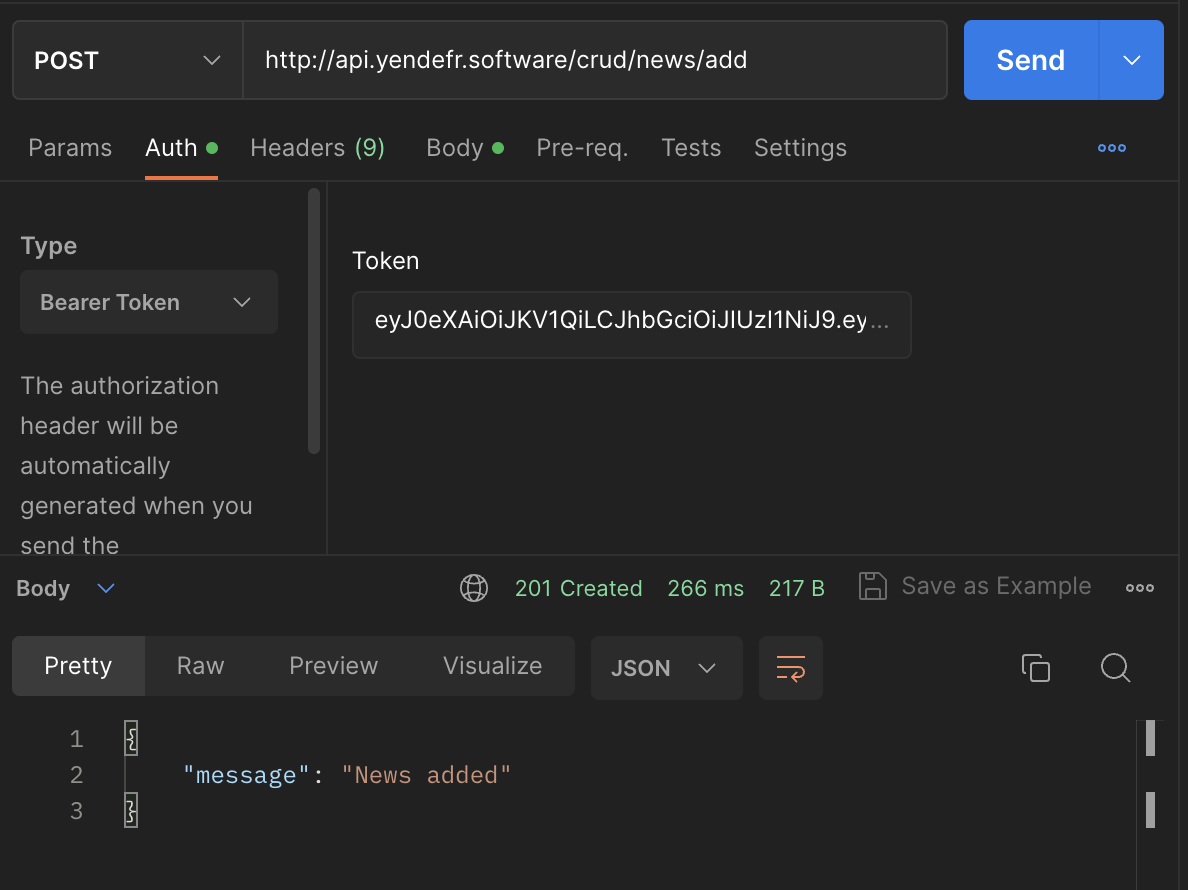 POST http://api.yendefr.software/crud/news/add Send
Params Auth Headers (9) Body Pre-req. Tests Settings
Type
Bearer Token
The authorization
header will be
automatically
generated when you
send the
Token
eyJ0eXAiOiJKV1QiLCJhbGciOiJIUzI1NiJ9.ey...
Body 201 Created 266 ms 217 B Save as Example
Pretty Raw Preview Visualize JSON
1 {
2 "message": "News added"
3 }